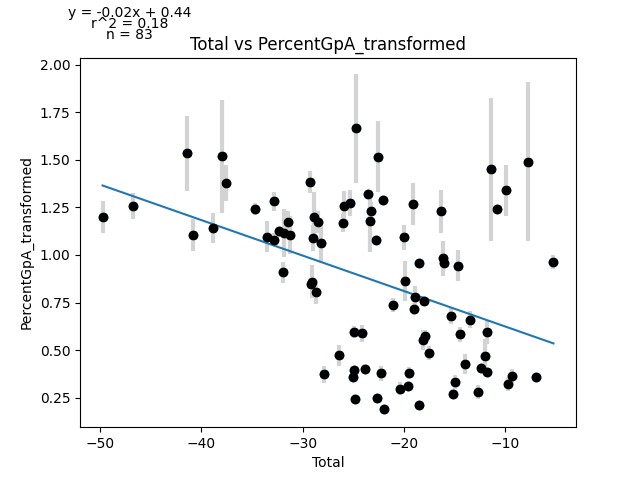 y = -0.02x + 0.44
r^2 = 0.18
n = 83
Total vs PercentGpA_transformed
2.00
1.75
1.50
1.25
1.00
0.75
0.50
0.25
PercentGpA_transformed
−50
−40
−30
−20
−10
Total